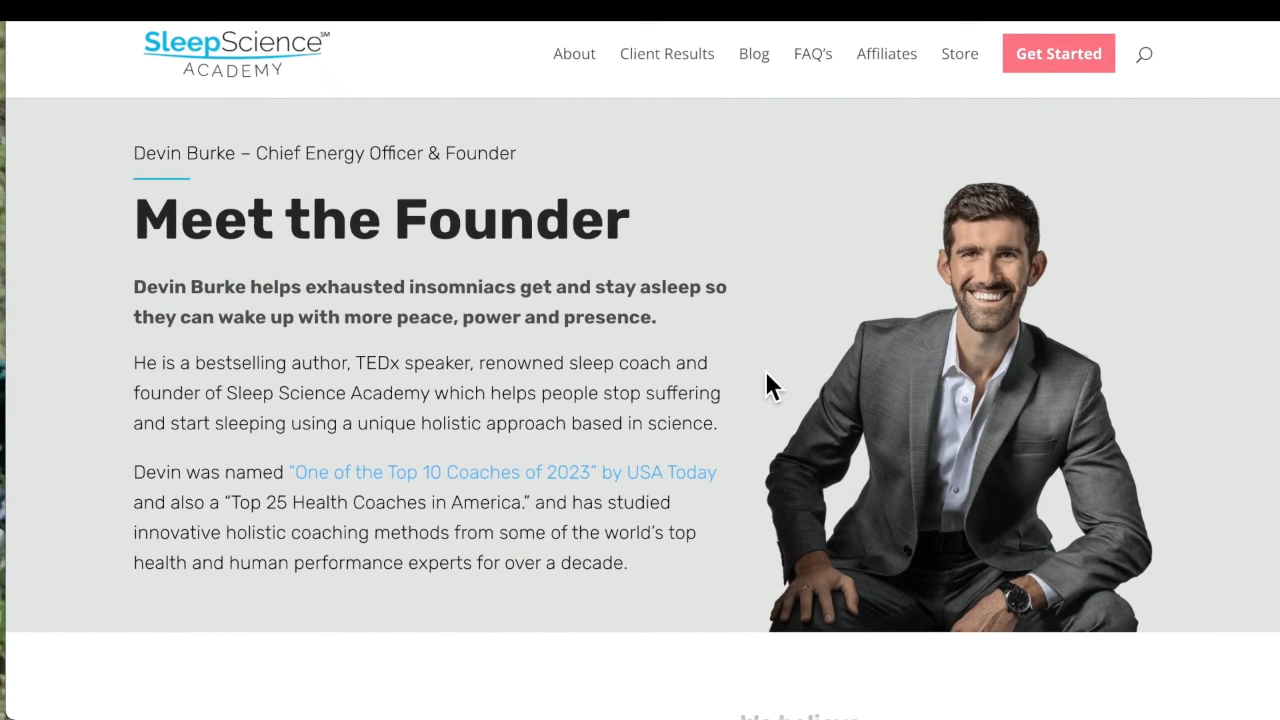 SleepScience℠
ACADEMY
About Client Results Blog FAQ's Affiliates Store Get Started
Devin Burke – Chief Energy Officer & Founder
Meet the Founder
Devin Burke helps exhausted insomniacs get and stay asleep so
they can wake up with more peace, power and presence.
He is a bestselling author, TEDx speaker, renowned sleep coach and
founder of Sleep Science Academy which helps people stop suffering
and start sleeping using a unique holistic approach based in science.
Devin was named “One of the Top 10 Coaches of 2023” by USA Today
and also a “Top 25 Health Coaches in America.” and has studied
innovative holistic coaching methods from some of the world’s top
health and human performance experts for over a decade.
We believe